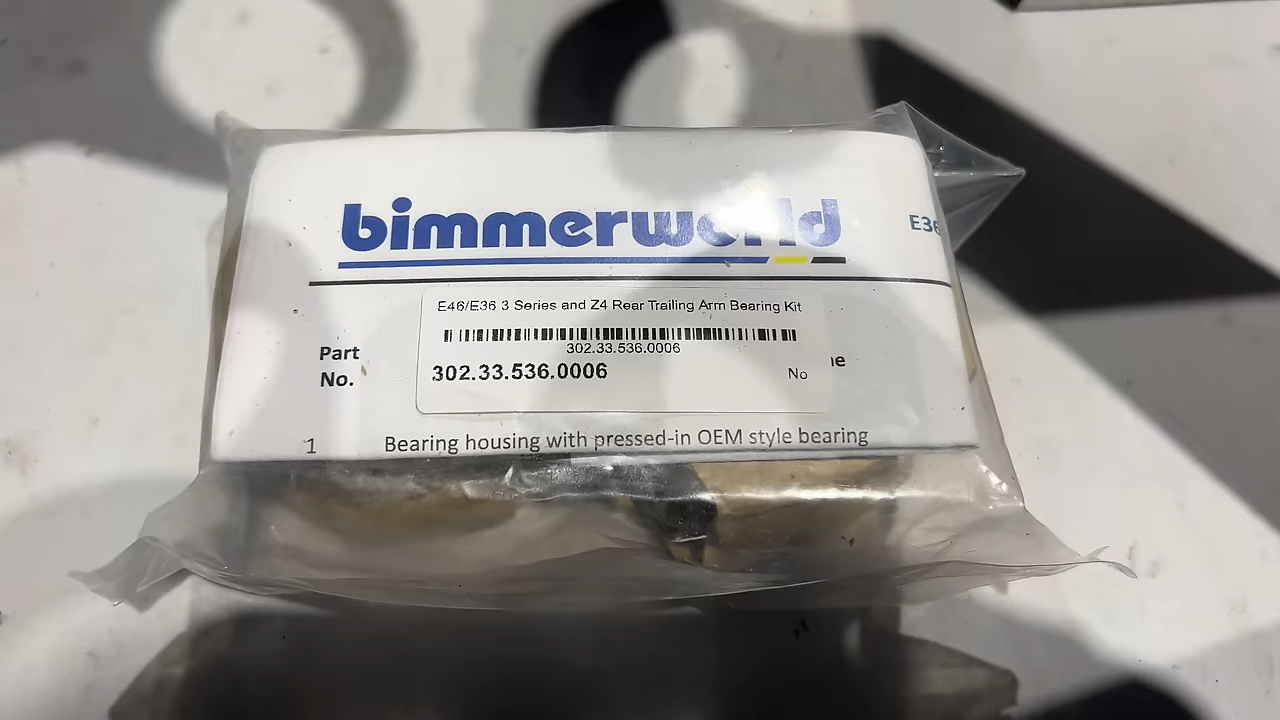 bimmerworld
E36
E46/E36 3 Series and Z4 Rear Trailing Arm Bearing Kit
302.33.536.0006
Part
No.
302.33.536.0006
No
1 Bearing housing with pressed-in OEM style bearing